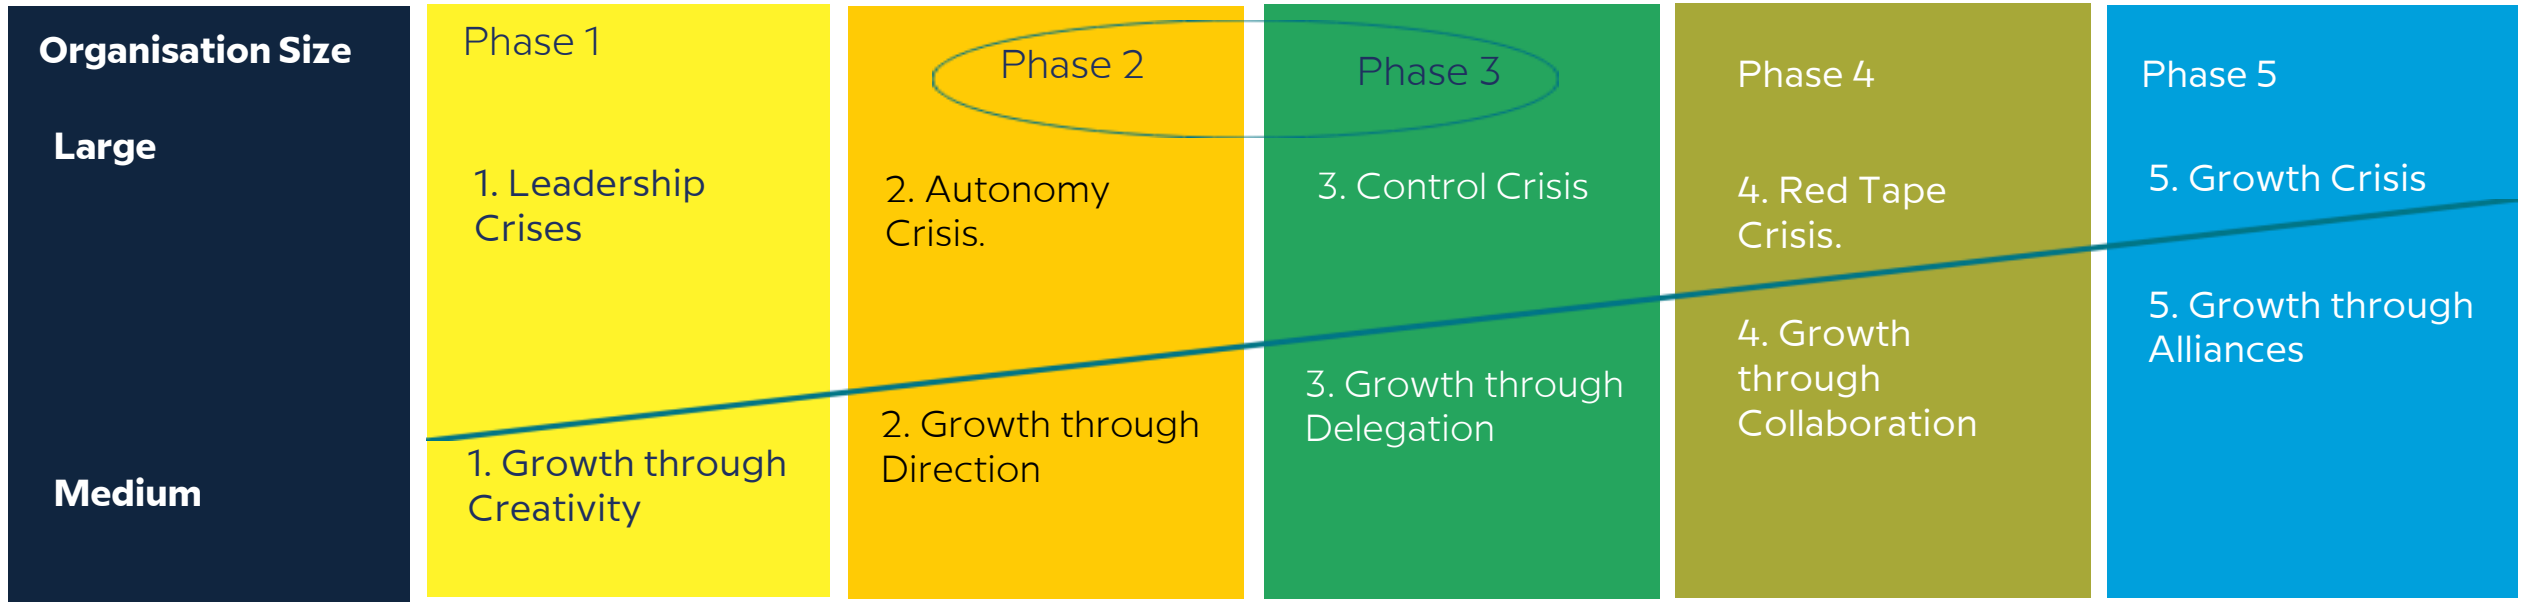 Organisation Size
Large
Medium
Phase 1
1. Leadership
Crises
1. Growth through
Creativity
Phase 2
2. Autonomy
Crisis.
2. Growth through
Direction
Phase 3
3. Control Crisis
3. Growth through
Delegation
Phase 4
4. Red Tape
Crisis.
4. Growth
through
Collaboration
Phase 5
5. Growth Crisis
5. Growth through
Alliances